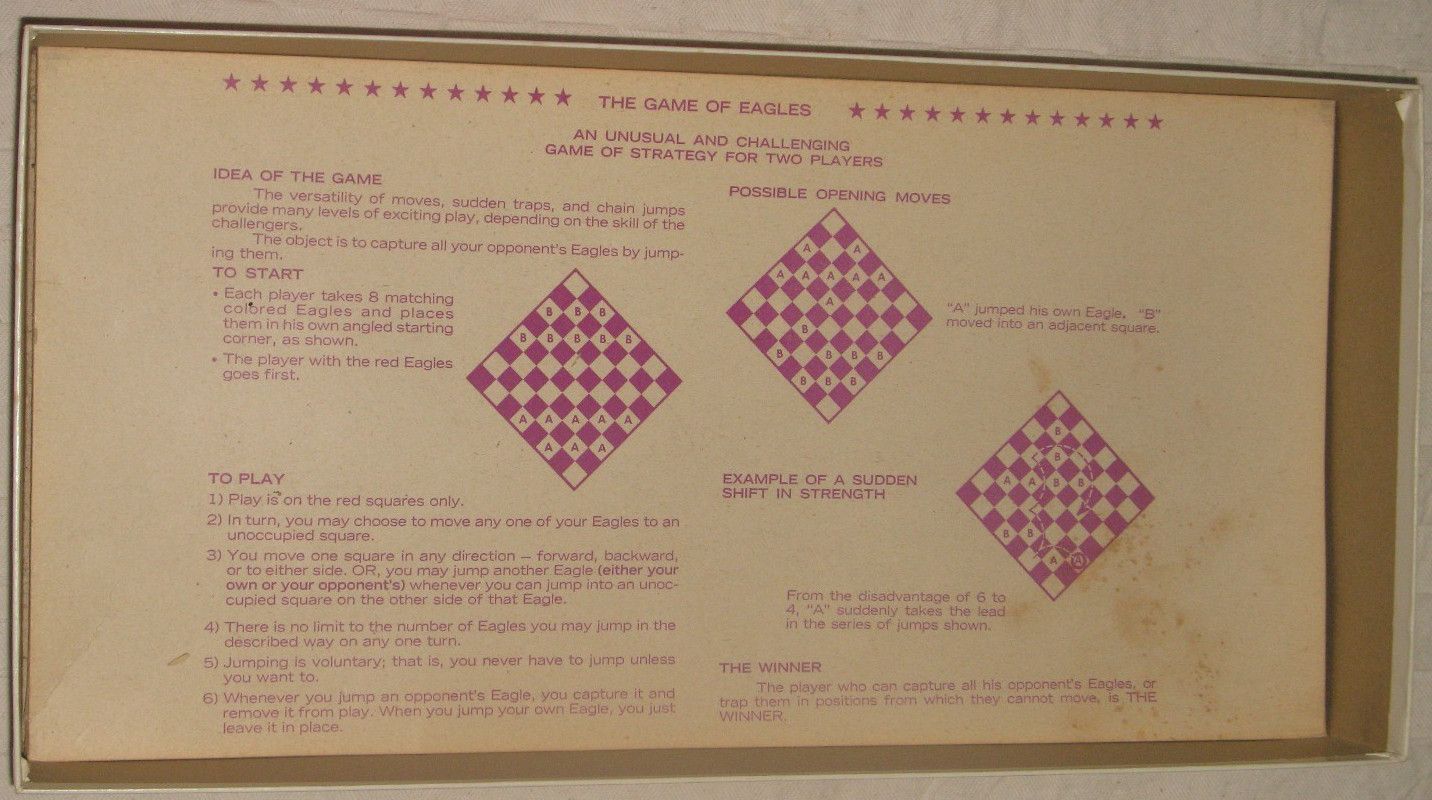 THE GAME OF EAGLES
AN UNUSUAL AND CHALLENGING
GAME OF STRATEGY FOR TWO PLAYERS
IDEA OF THE GAME
The versatility of moves, sudden traps, and chain jumps
provide many levels of exciting play, depending on the skill of the
challengers.
The object is to capture all your opponent's Eagles by jump-
ing them.
TO START
• Each player takes 8 matching
colored Eagles and places
them in his own angled starting
corner, as shown.
• The player with the red Eagles
goes first.
B B B
B B B B B
A A A A A
A A A
TO PLAY
1) Play is on the red squares only.
2) In turn, you may choose to move any one of your Eagles to an
unoccupied square.
3) You move one square in any direction – forward, backward,
or to either side. OR, you may jump another Eagle (either your
own or your opponent's) whenever you can jump into an unoc-
cupied square on the other side of that Eagle.
4) There is no limit to the number of Eagles you may jump in the
described way on any one turn.
5) Jumping is voluntary; that is, you never have to jump unless
you want to.
6) Whenever you jump an opponent's Eagle, you capture it and
remove it from play. When you jump your own Eagle, you just
leave it in place.
POSSIBLE OPENING MOVES
A A
A A A A A
A
B
B B B B
B B B
"A" jumped his own Eagle. "B"
moved into an adjacent square.
EXAMPLE OF A SUDDEN
SHIFT IN STRENGTH
B
B
A A B B
B B B
A A
From the disadvantage of 6 to
4, "A" suddenly takes the lead
in the series of jumps shown.
THE WINNER
The player who can capture all his opponent's Eagles, or
trap them in positions from which they cannot move, is THE
WINNER.